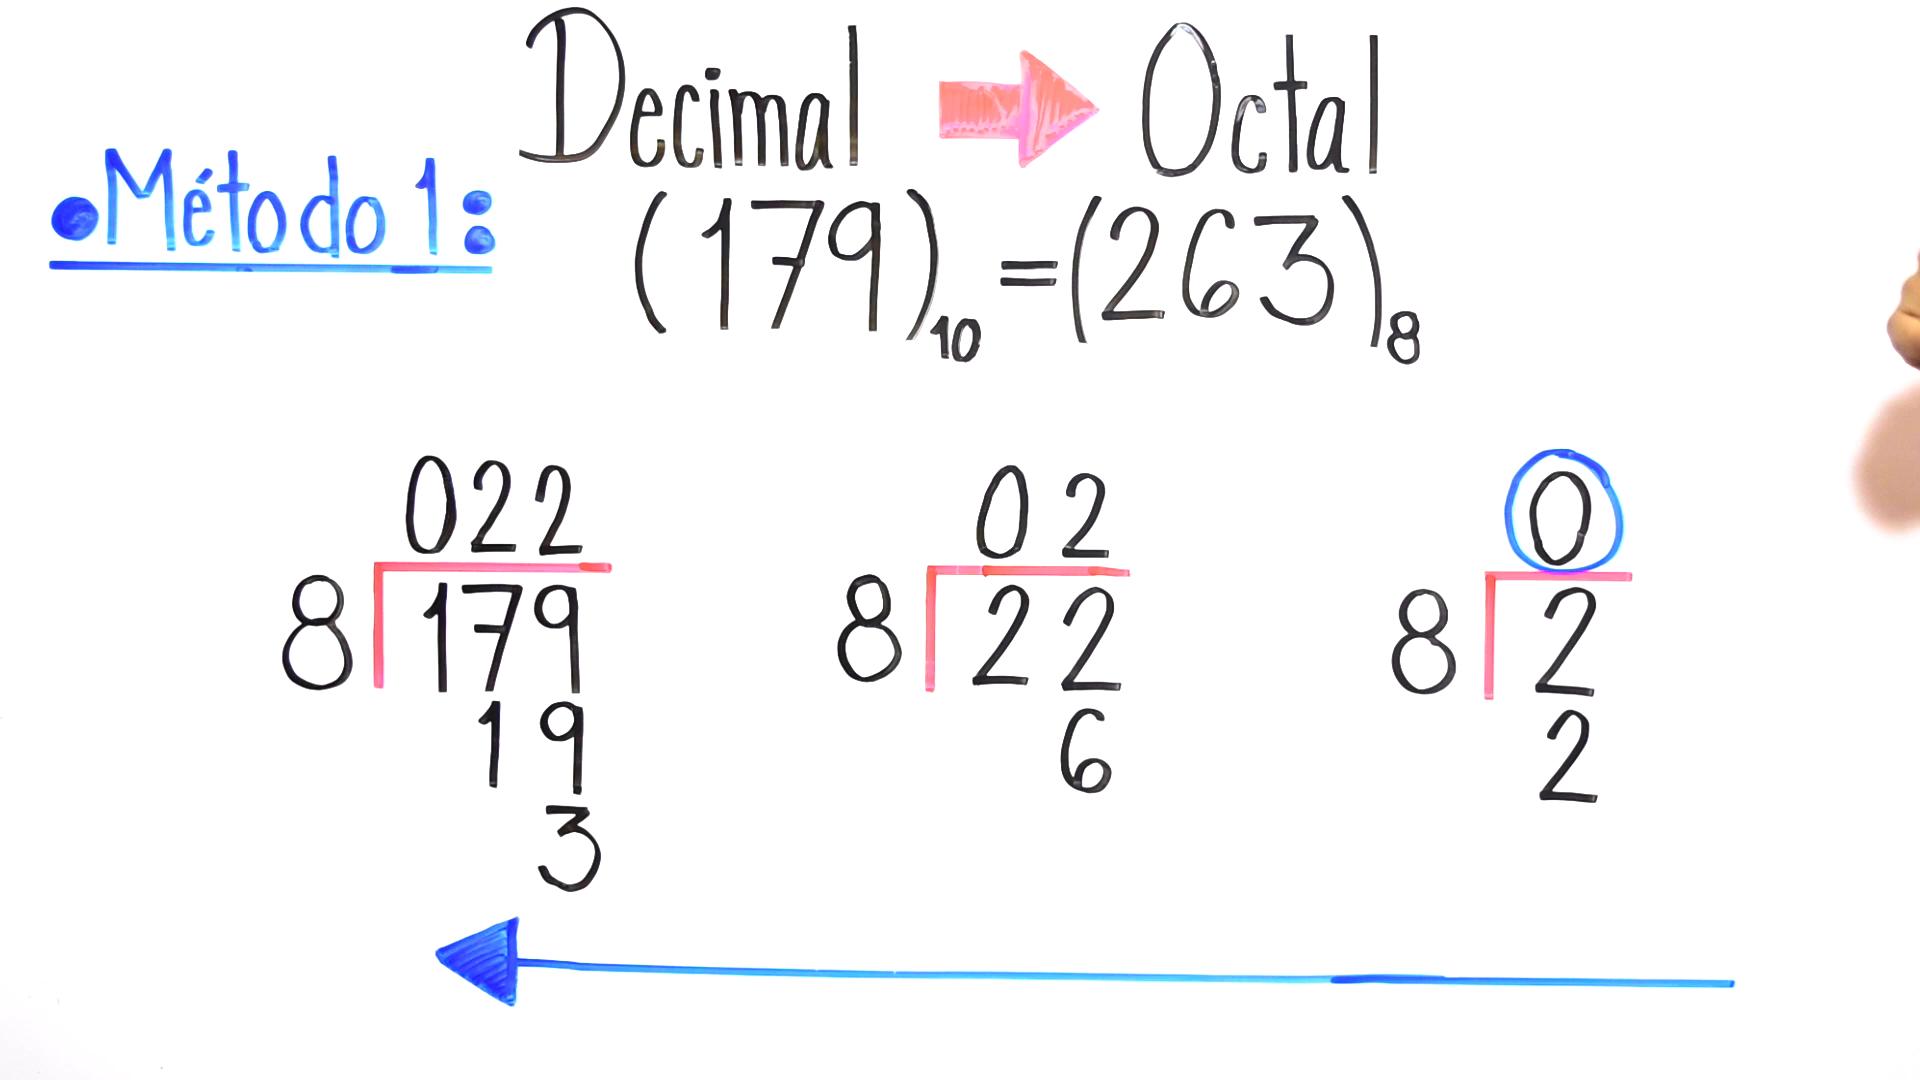 Decimal Octal
• Método 1:
(179)10 = (263)8
022 02 0
8 179 8 22 8 2
19 6 2
3